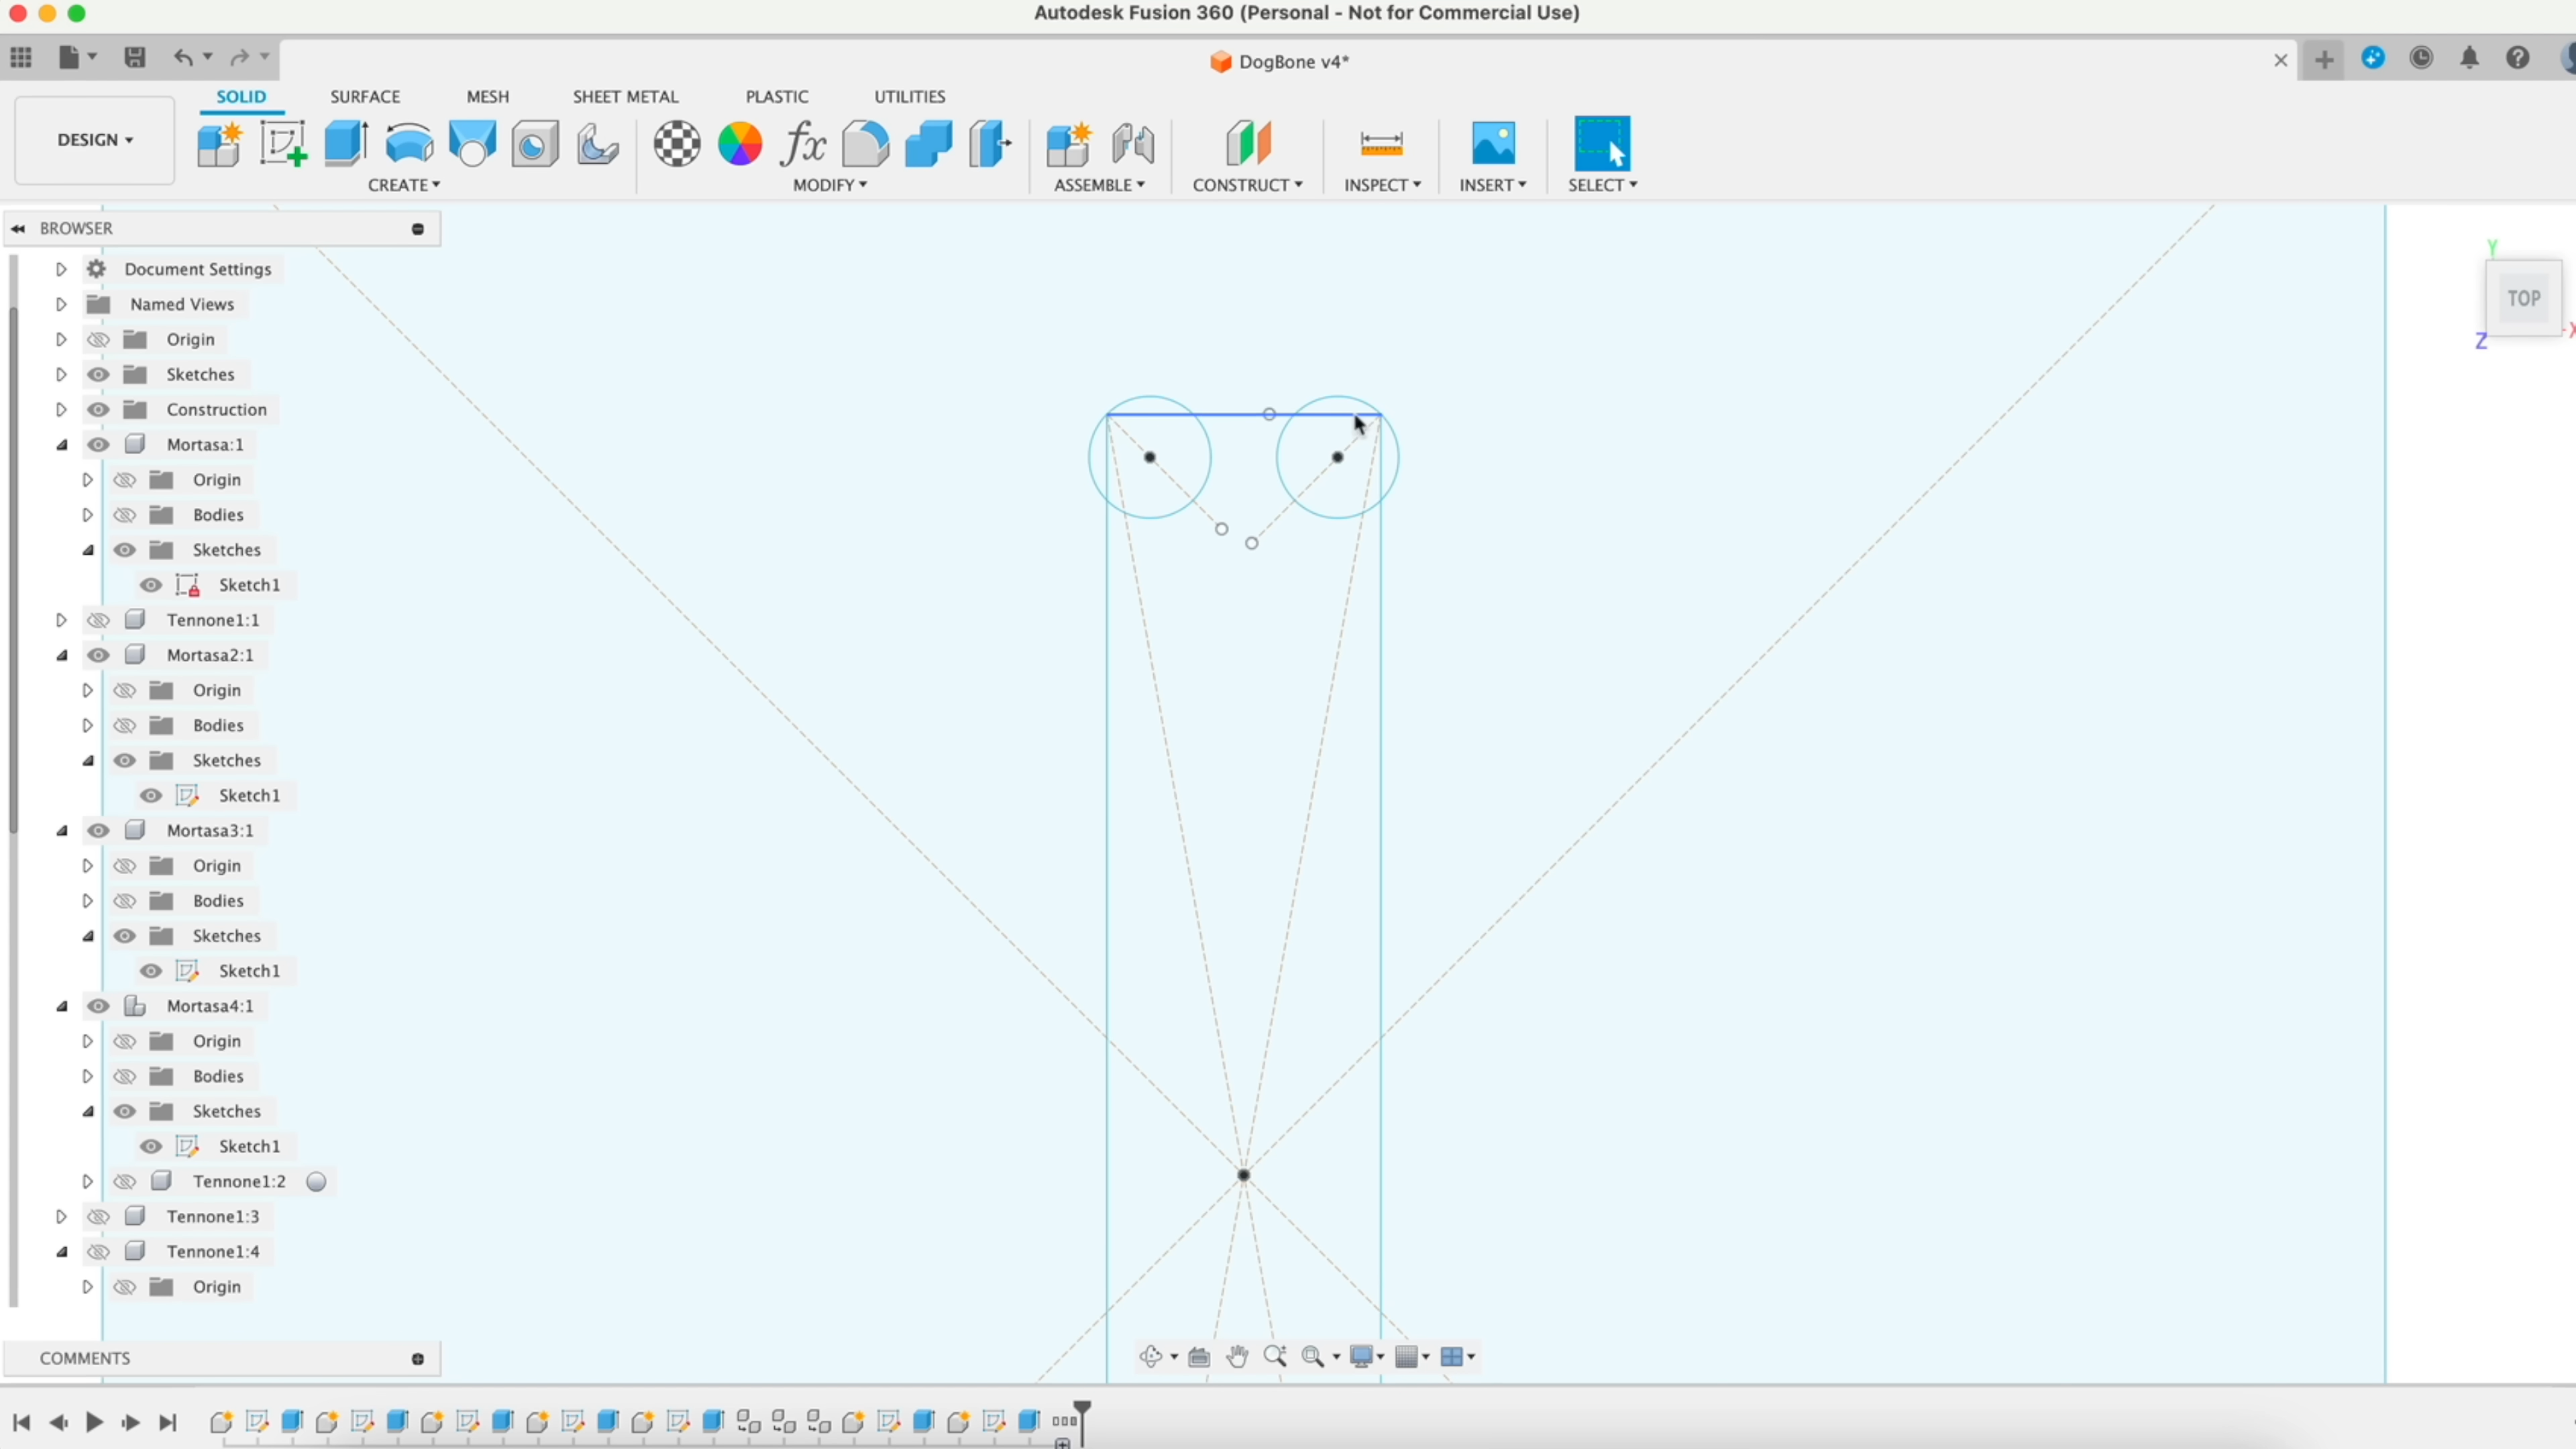 Autodesk Fusion 360 (Personal - Not for Commercial Use)
DogBone v4*
SOLID SURFACE MESH SHEET METAL PLASTIC UTILITIES
DESIGN
fx
CREATE MODIFY ASSEMBLE CONSTRUCT INSPECT INSERT SELECT
BROWSER
Document Settings
Named Views
Origin
Sketches
Construction
Mortasa:1
Origin
Bodies
Sketches
Sketch1
Tennone1:1
Mortasa2:1
Origin
Bodies
Sketches
Sketch1
Mortasa3:1
Origin
Bodies
Sketches
Sketch1
Mortasa4:1
Origin
Bodies
Sketches
Sketch1
Tennone1:2
Tennone1:3
Tennone1:4
Origin
Y
TOP
Z
X
COMMENTS